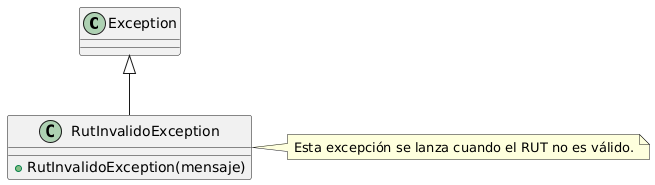 C Exception
C RutInvalidoException
RutInvalidoException(mensaje)
Esta excepción se lanza cuando el RUT no es válido.